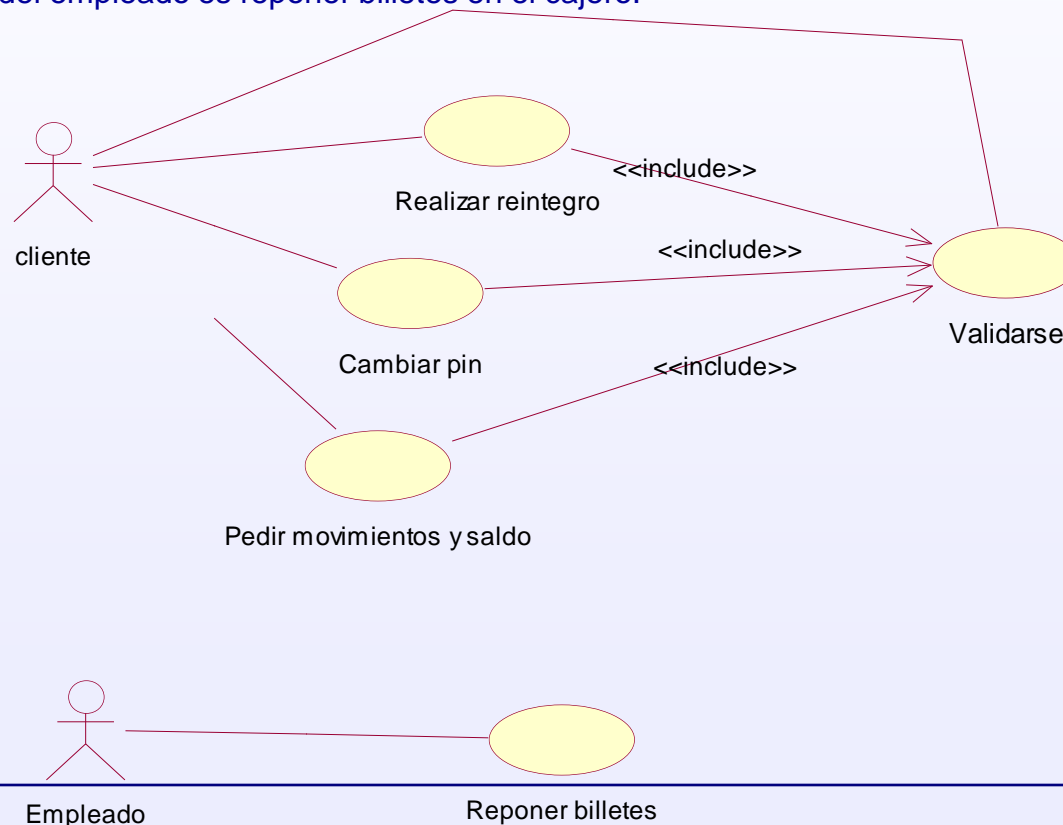 del empleado es reponer billetes en el cajero.
<<include>>
Realizar reintegro
cliente
<<include>>
Validarse
Cambiar pin
<<include>>
Pedir movimientos y saldo
Empleado
Reponer billetes